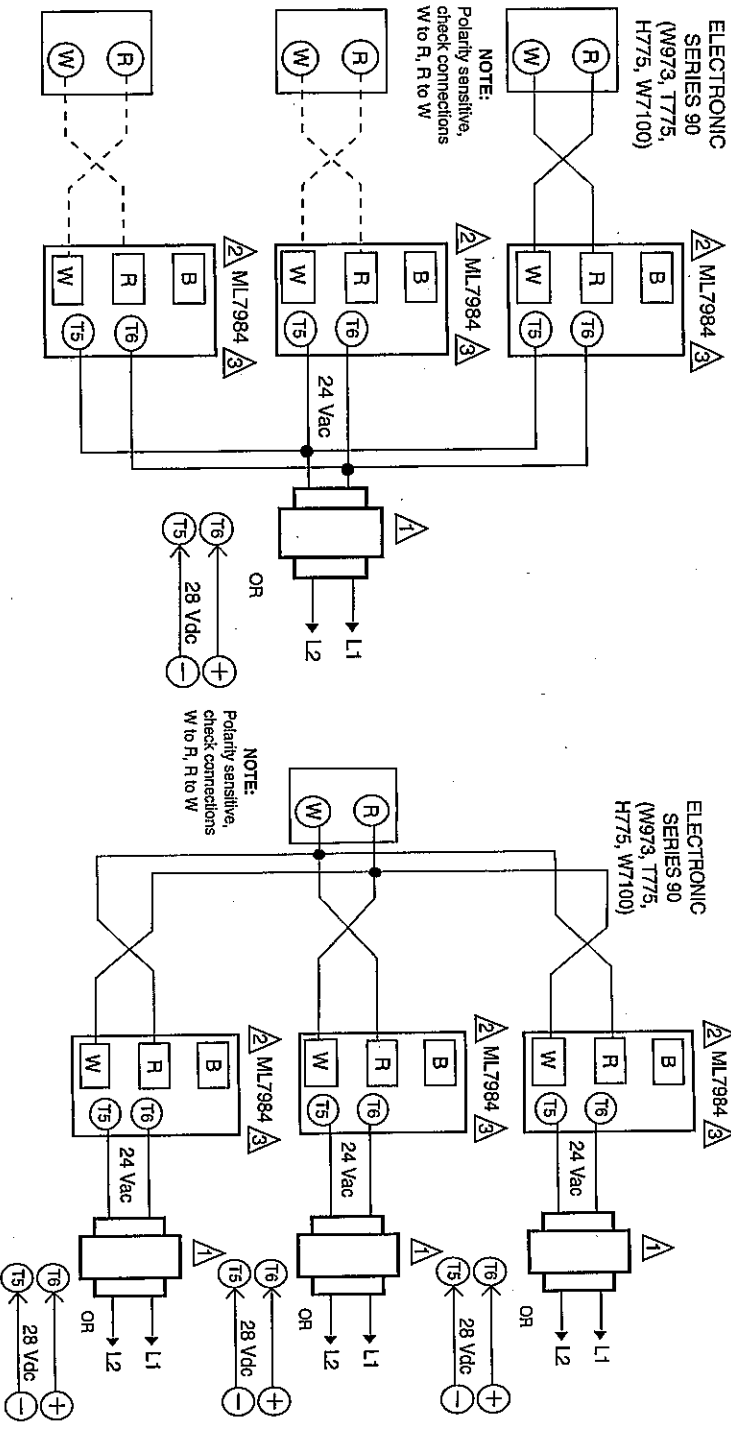 ELECTRONIC
SERIES 90
(W973, T775,
H775, W7100)
R
W
2 ML7984 3
B
R
W
T6
T5
NOTE:
Polarity sensitive,
check connections
W to R, R to W
R
W
2 ML7984 3
B
R
W
T6
T5
24 Vac
1
L1
L2
OR
R
W
2 ML7984 3
B
R
W
T6
T5
T6
T5
28 Vdc
+
−
ELECTRONIC
SERIES 90
(W973, T775,
H775, W7100)
R
W
NOTE:
Polarity sensitive,
check connections
W to R, R to W
2 ML7984 3
B
R
W
T6
T5
24 Vac
1
L1
L2
OR
T6
T5
28 Vdc
+
−
2 ML7984 3
B
R
W
T6
T5
24 Vac
1
L1
L2
OR
T6
T5
28 Vdc
+
−
2 ML7984 3
B
R
W
T6
T5
24 Vac
1
L1
L2
OR
T6
T5
28 Vdc
+
−